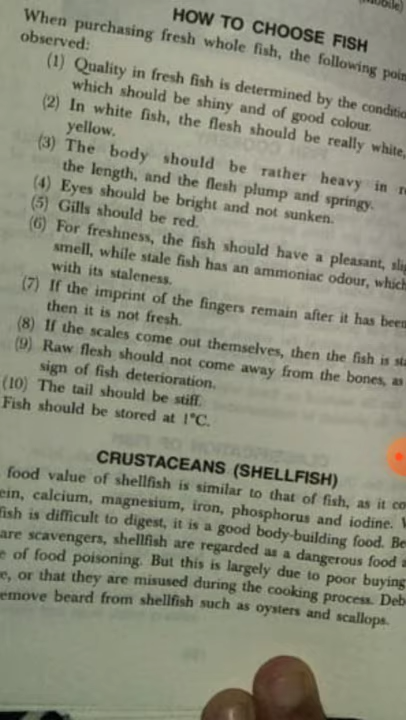 (Mobile)
HOW TO CHOOSE FISH
When purchasing fresh whole fish, the following
observed:
(1) Quality in fresh fish is determined by the
which should be shiny and of good colour.
(2) In white fish, the flesh should be really white,
yellow.
(3) The body should be rather heavy in
the length, and the flesh plump and springy.
(4) Eyes should be bright and not sunken.
(5) Gills should be red.
(6) For freshness, the fish should have a pleasant,
smell, while stale fish has an ammoniac odour, which
with its staleness.
(7) If the imprint of the fingers remain after it has been
then it is not fresh.
(8) If the scales come out themselves, then the fish is
(9) Raw flesh should not come away from the bones, as
sign of fish deterioration.
(10) The tail should be stiff.
Fish should be stored at 1°C.
CRUSTACEANS (SHELLFISH)
food value of shellfish is similar to that of fish, as it
ein, calcium, magnesium, iron, phosphorus and iodine.
fish is difficult to digest, it is a good body-building food.
are scavengers, shellfish are regarded as a dangerous food
of food poisoning. But this is largely due to poor buying
or that they are misused during the cooking process.
emove beard from shellfish such as oysters and scallops.